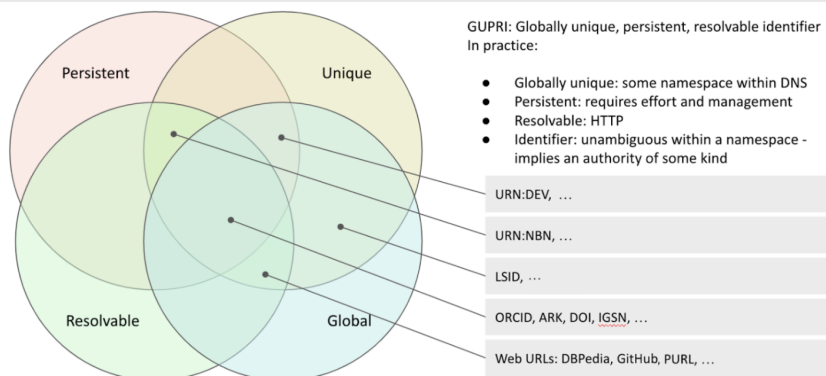 GUPRI: Globally unique, persistent, resolvable identifier
In practice:
Persistent
Unique
● Globally unique: some namespace within DNS
● Persistent: requires effort and management
● Resolvable: HTTP
● Identifier: unambiguous within a namespace -
implies an authority of some kind
URN:DEV, ...
URN:NBN, ...
LSID, ...
Resolvable
Global
ORCID, ARK, DOI, IGSN, ...
Web URLs: DBPedia, GitHub, PURL, ...